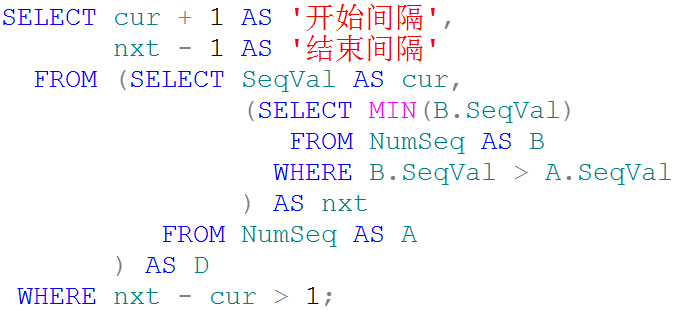 SELECT cur + 1 AS '开始间隔',
       nxt - 1 AS '结束间隔'
  FROM (SELECT SeqVal AS cur,
               (SELECT MIN(B.SeqVal)
                  FROM NumSeq AS B
                 WHERE B.SeqVal > A.SeqVal
               ) AS nxt
          FROM NumSeq AS A
       ) AS D
 WHERE nxt - cur > 1;